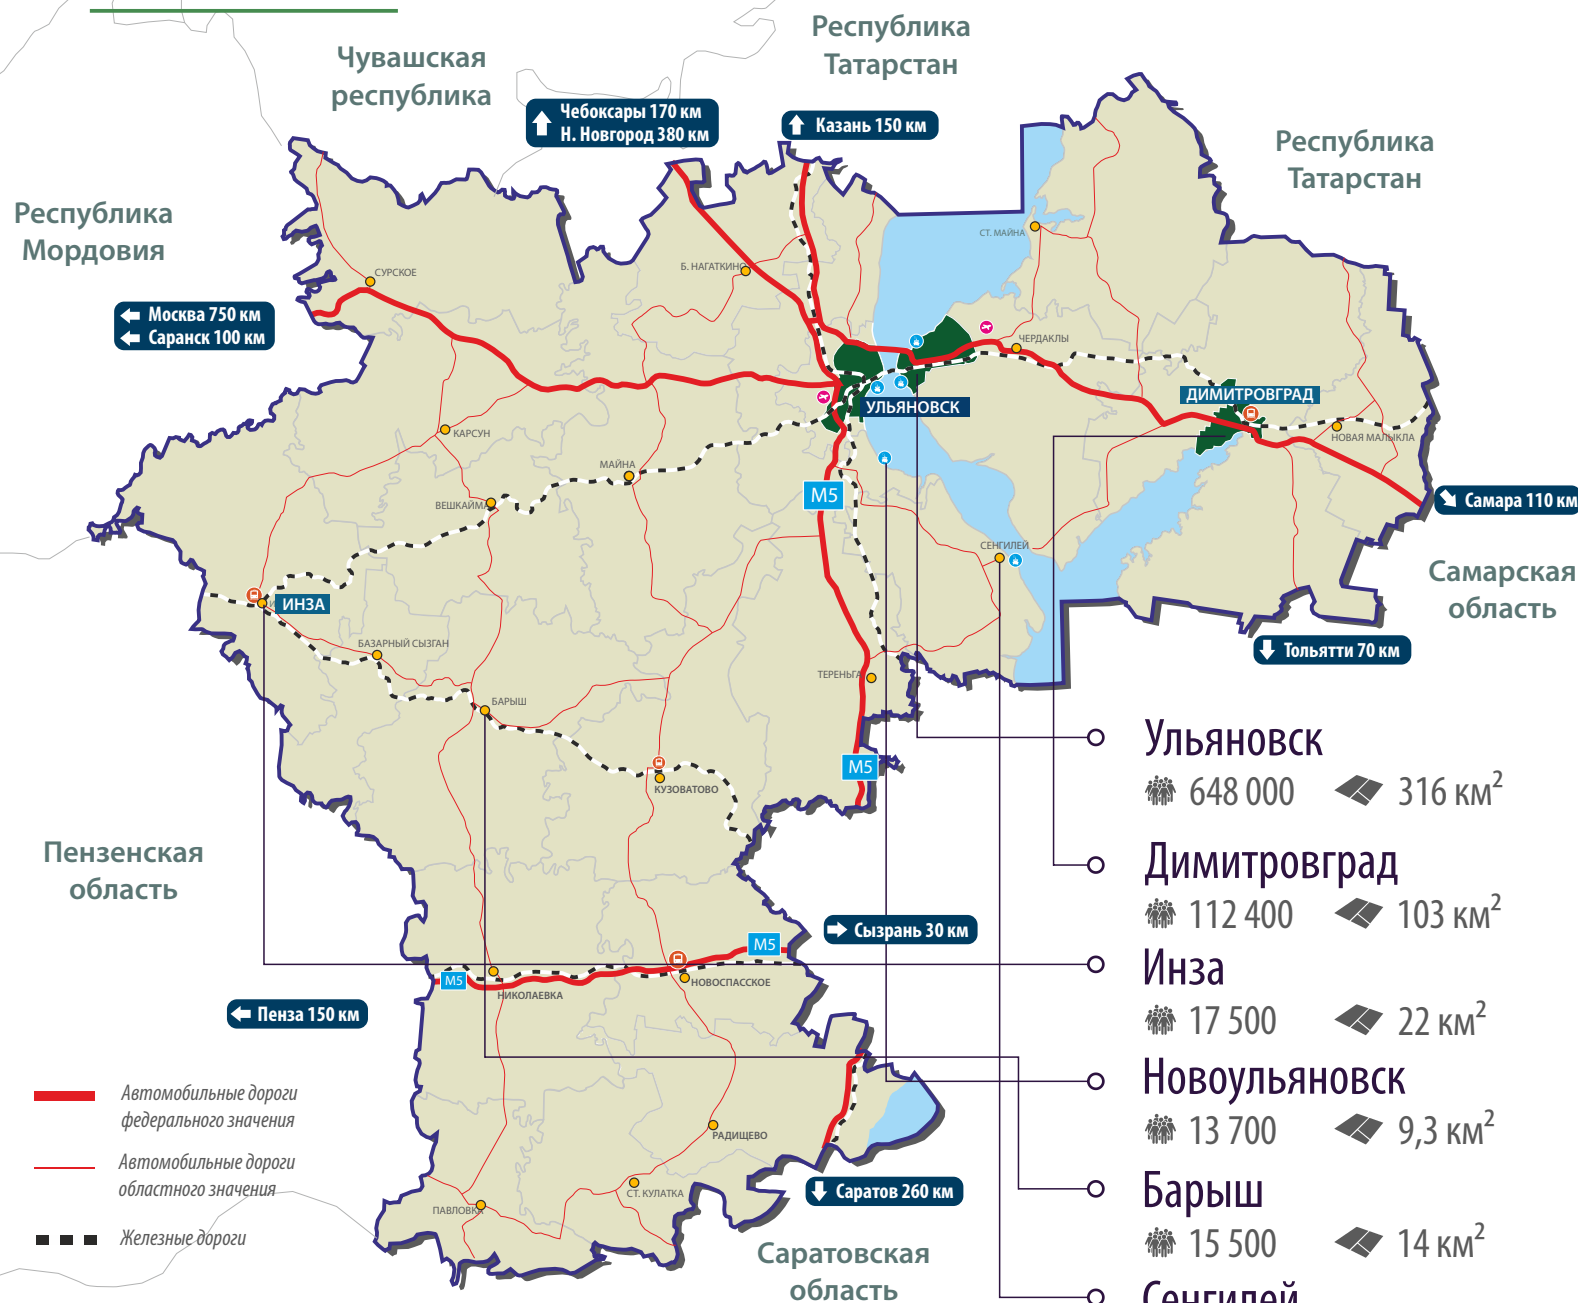 Республика
Татарстан
Чувашская
республика
Чебоксары 170 км
Н. Новгород 380 км
Казань 150 км
Республика
Татарстан
Республика
Мордовия
СТ. МАЙНА
СУРСКОЕ
Б. НАГАТКИНО
Москва 750 км
Саранск 100 км
ЧЕРДАКЛЫ
ДИМИТРОВГРАД
УЛЬЯНОВСК
КАРСУН
НОВАЯ МАЛЫКЛА
МАЙНА
М5
Самара 110 км
ВЕШКАЙМА
СЕНГИЛЕЙ
Самарская
область
ИНЗА
БАЗАРНЫЙ СЫЗГАН
Тольятти 70 км
ТЕРЕНЬГА
БАРЫШ
М5
КУЗОВАТОВО
Ульяновск
648 000 316 км²
Димитровград
112 400 103 км²
Инза
17 500 22 км²
Новоульяновск
13 700 9,3 км²
Барыш
15 500 14 км²
Сенгилей
Пензенская
область
Сызрань 30 км
М5
М5
НОВОСПАССКОЕ
НИКОЛАЕВКА
Пенза 150 км
Автомобильные дороги
федерального значения
Автомобильные дороги
областного значения
Железные дороги
РАДИЩЕВО
СТ. КУЛАТКА
ПАВЛОВКА
Саратов 260 км
Саратовская
область